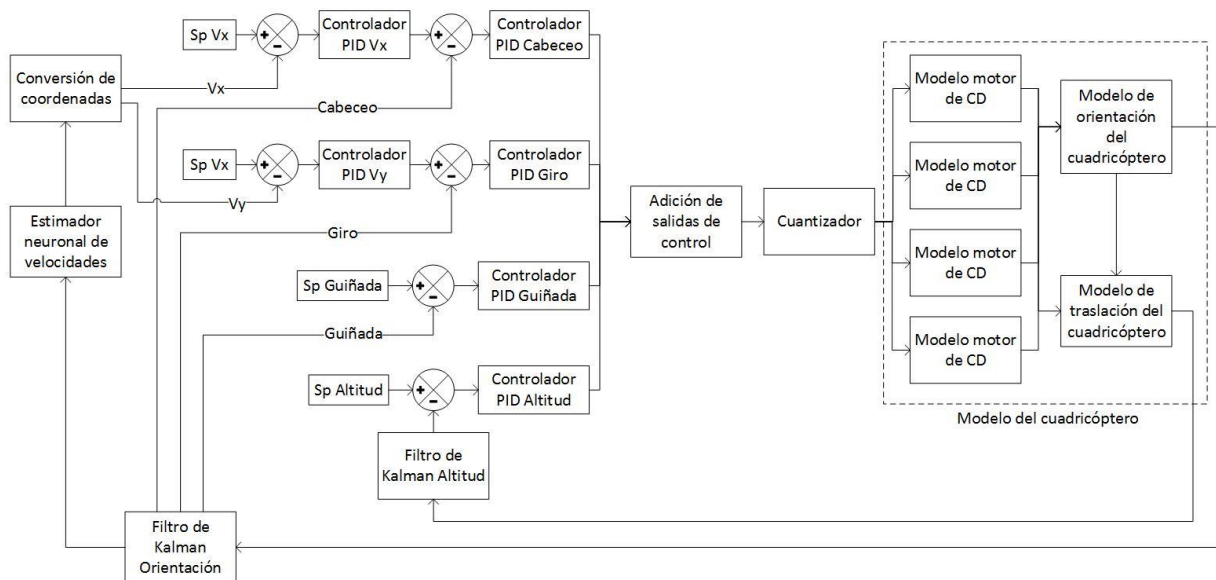 Sp Vx
Controlador
PID Vx
Controlador
PID Cabeceo
Conversión de
coordenadas
Vx
Cabeceo
Sp Vx
Controlador
PID Vy
Controlador
PID Giro
Vy
Giro
Estimador
neuronal de
velocidades
Sp Guiñada
Controlador
PID Guiñada
Guiñada
Sp Altitud
Controlador
PID Altitud
Filtro de
Kalman Altitud
Filtro de
Kalman
Orientación
Adición de
salidas de
control
Cuantizador
Modelo motor
de CD
Modelo motor
de CD
Modelo motor
de CD
Modelo motor
de CD
Modelo de
orientación
del
cuadricóptero
Modelo de
traslación del
cuadricóptero
Modelo del cuadricóptero